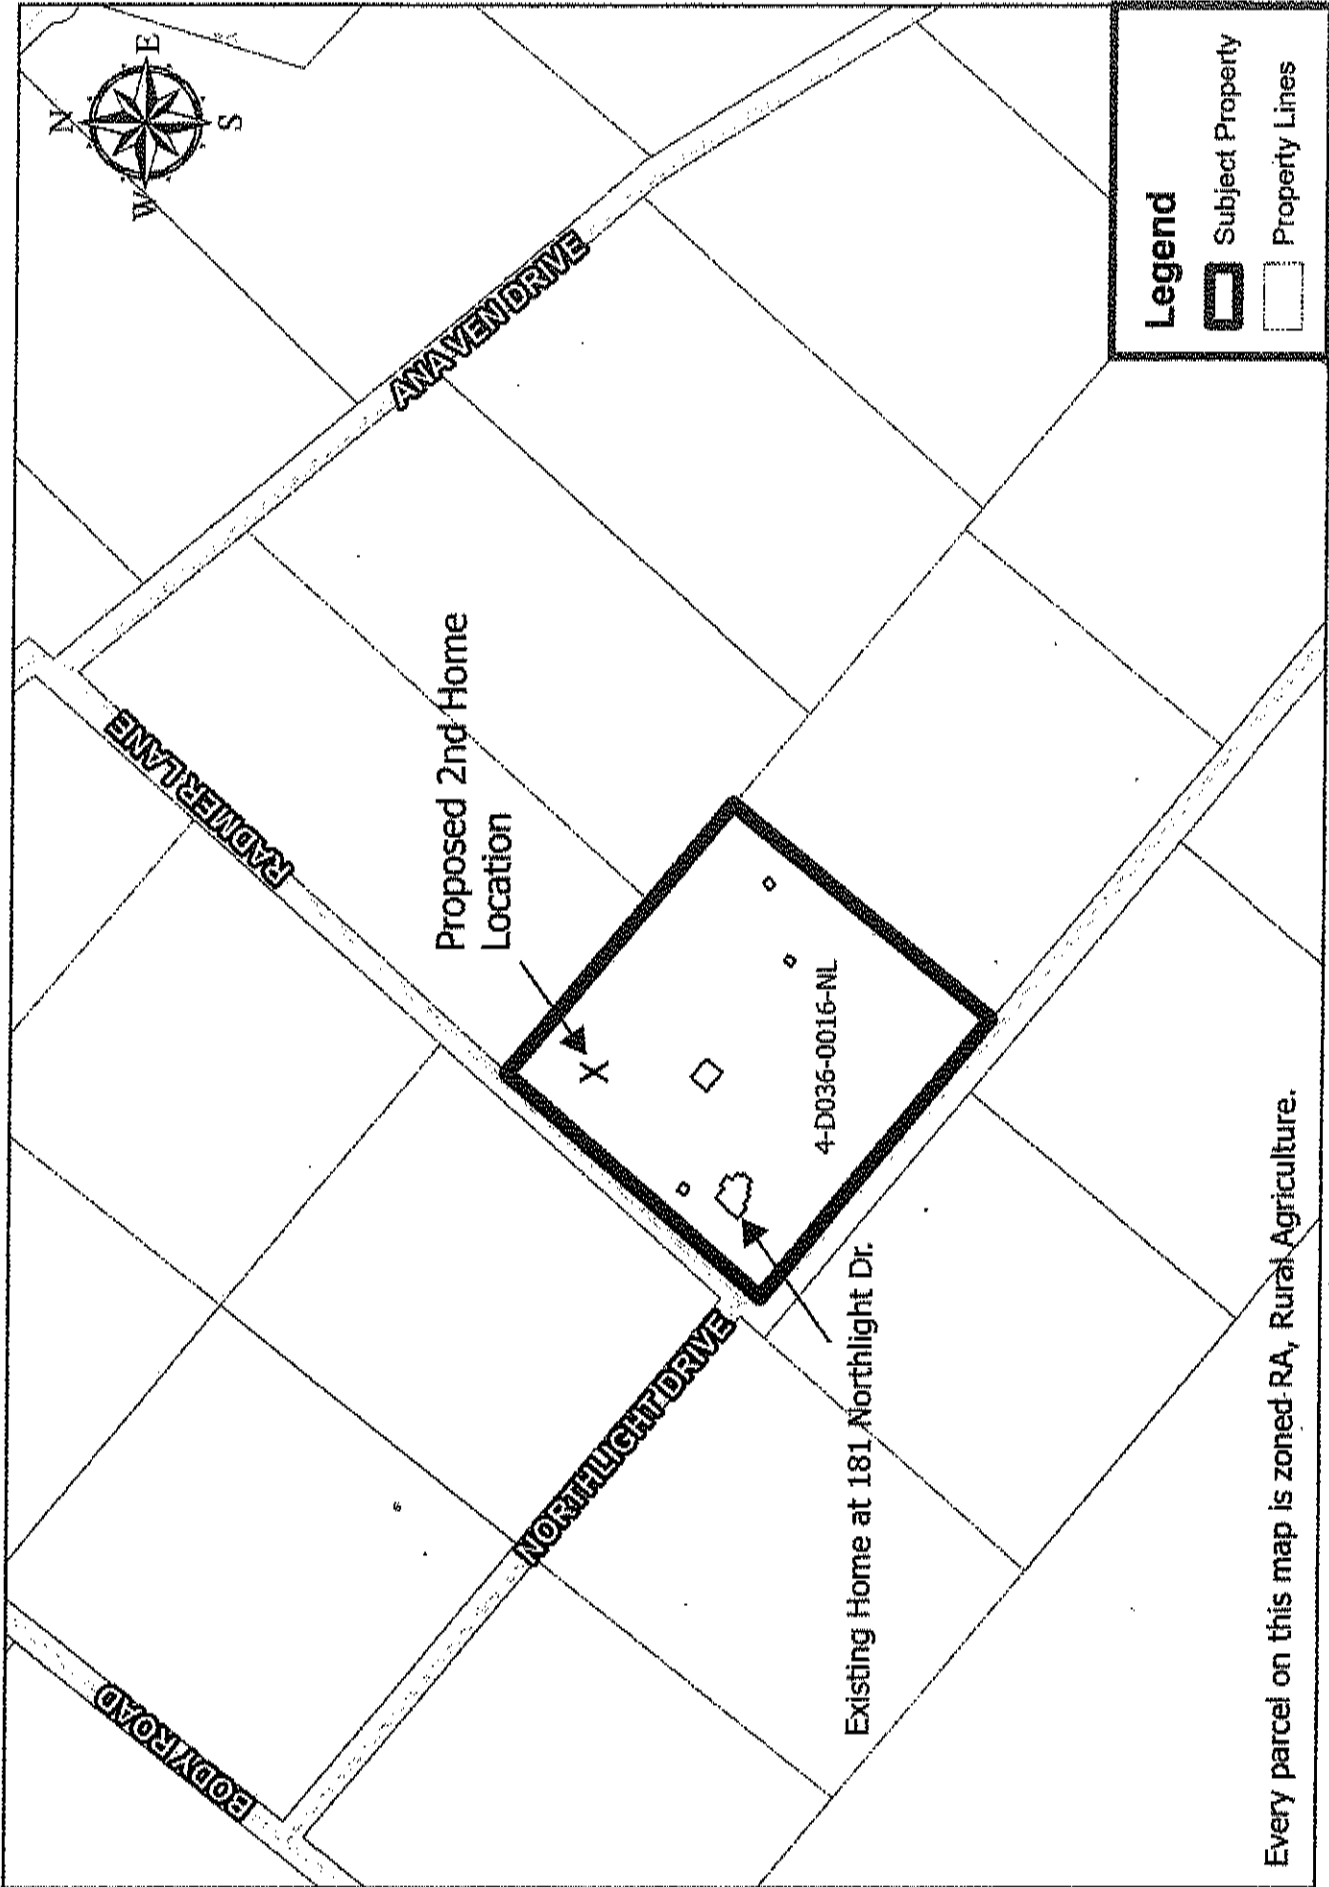 N
W
E
S
BODY ROAD
RADMER LANE
ANAVEN DRIVE
NORTHLIGHT DRIVE
Proposed 2nd Home
Location
4-D036-0016-NL
Existing Home at 181 Northlight Dr.
Every parcel on this map is zoned RA, Rural Agriculture.
Legend
Subject Property
Property Lines
X